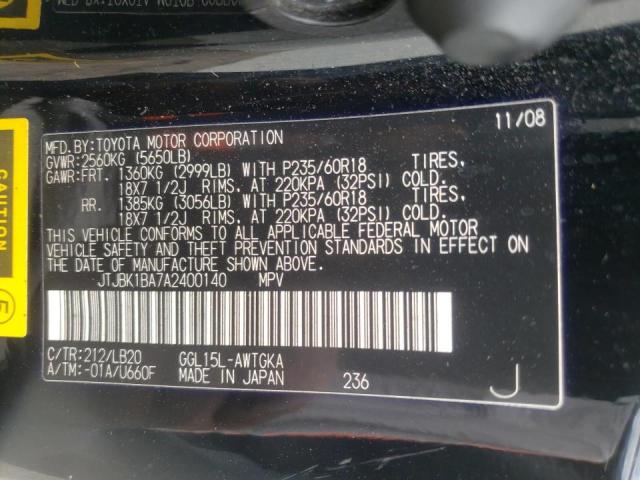 11/08
MFD.BY:TOYOTA MOTOR CORPORATION
GVWR:2560KG (5650LB)
GAWR:FRT. 1360KG (2999LB) WITH P235/60R18 TIRES,
18X7 1/2J RIMS, AT 220KPA (32PSI) COLD.
RR. 1385KG (3056LB) WITH P235/60R18 TIRES,
18X7 1/2J RIMS, AT 220KPA (32PSI) COLD.
THIS VEHICLE CONFORMS TO ALL APPLICABLE FEDERAL MOTOR
VEHICLE SAFETY AND THEFT PREVENTION STANDARDS IN EFFECT ON
THE DATE OF MANUFACTURE SHOWN ABOVE.
JTJBK1BA7A2400140 MPV
C/TR:212/LB20 GGL15L-AWTGKA
A/TM:-01A/U660F MADE IN JAPAN 236 J
CAUTION
5